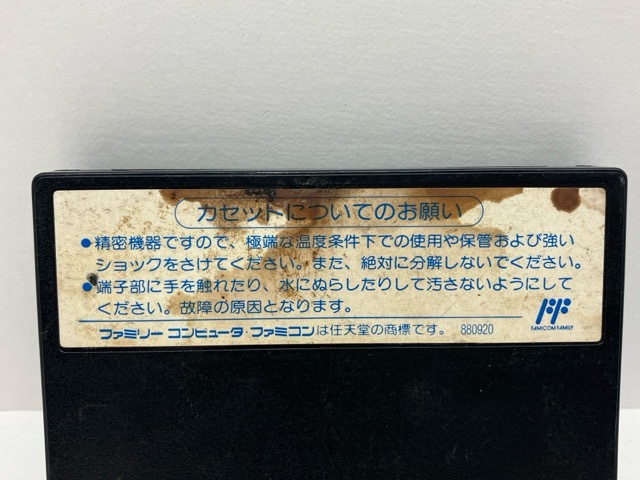 カセットについてのお願い
●精密機器ですので、極端な温度条件下での使用や保管および強い
ショックをさけてください。また、絶対に分解しないでください。
●端子部に手を触れたり、水にぬらしたりして汚さないようにして
ください。故障の原因となります。
ファミリー コンピュータ・ファミコンは任天堂の商標です。 880920
FF
FAMICOM FAMILY